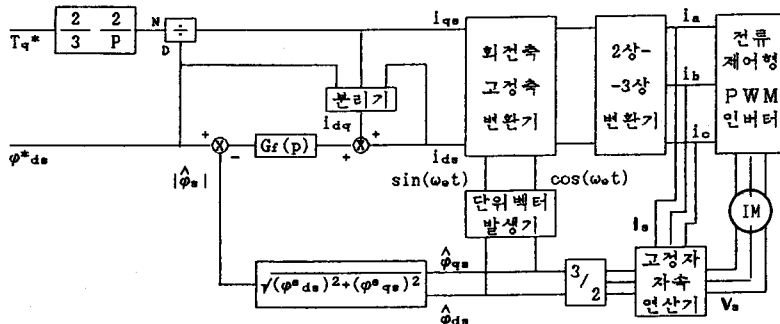 Tq*
2 2
3 P
N
÷
D
iqe
분리기
idq
φ*ds
+
-
Gf(p)
+
+
ids
|φ̂s|
회전축
고정축
변환기
2상-
-3상
변환기
ia
ib
ic
전류
제어형
PWM
인버터
IM
sin(ωet)
cos(ωet)
단위벡터
발생기
√(φsds)2+(φsqs)2
φ̂qs
φ̂ds
3/2
Is
고정자
자속
연산기
Vs